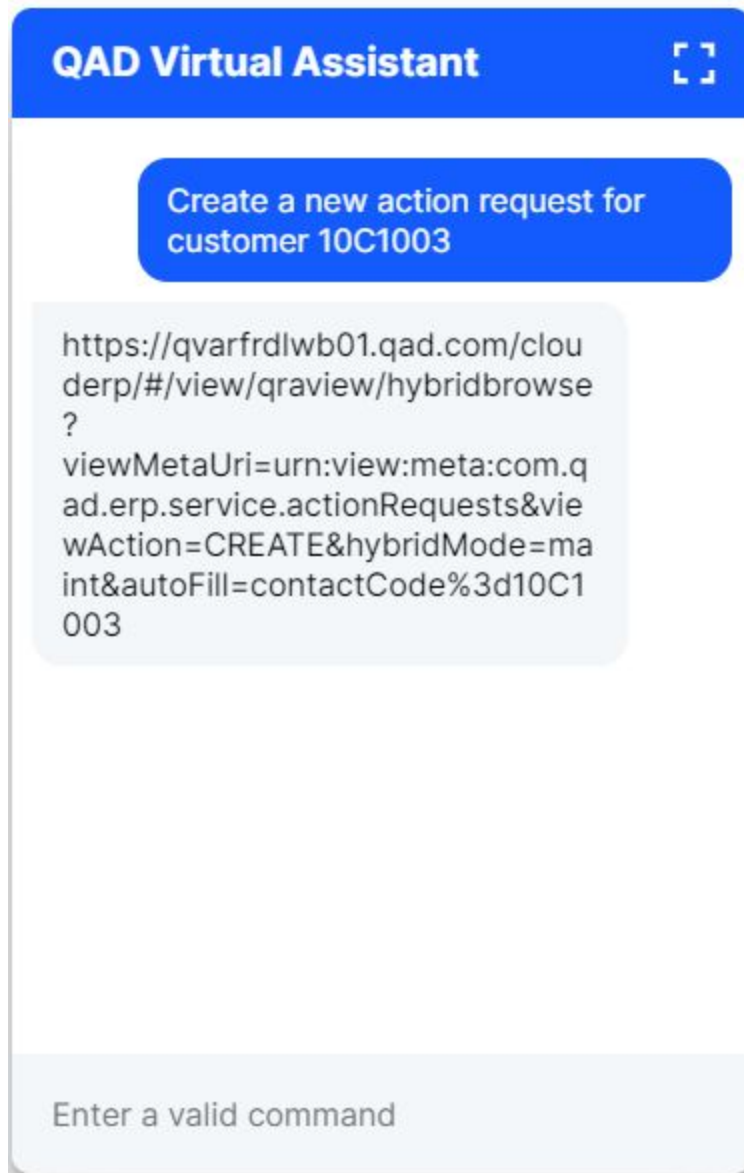 QAD Virtual Assistant
Create a new action request for
customer 10C1003
https://qvarfrdlwb01.qad.com/clou
derp/#/view/qraview/hybridbrowse
?
viewMetaUri=urn:view:meta:com.q
ad.erp.service.actionRequests&vie
wAction=CREATE&hybridMode=ma
int&autoFill=contactCode%3d10C1
003
Enter a valid command